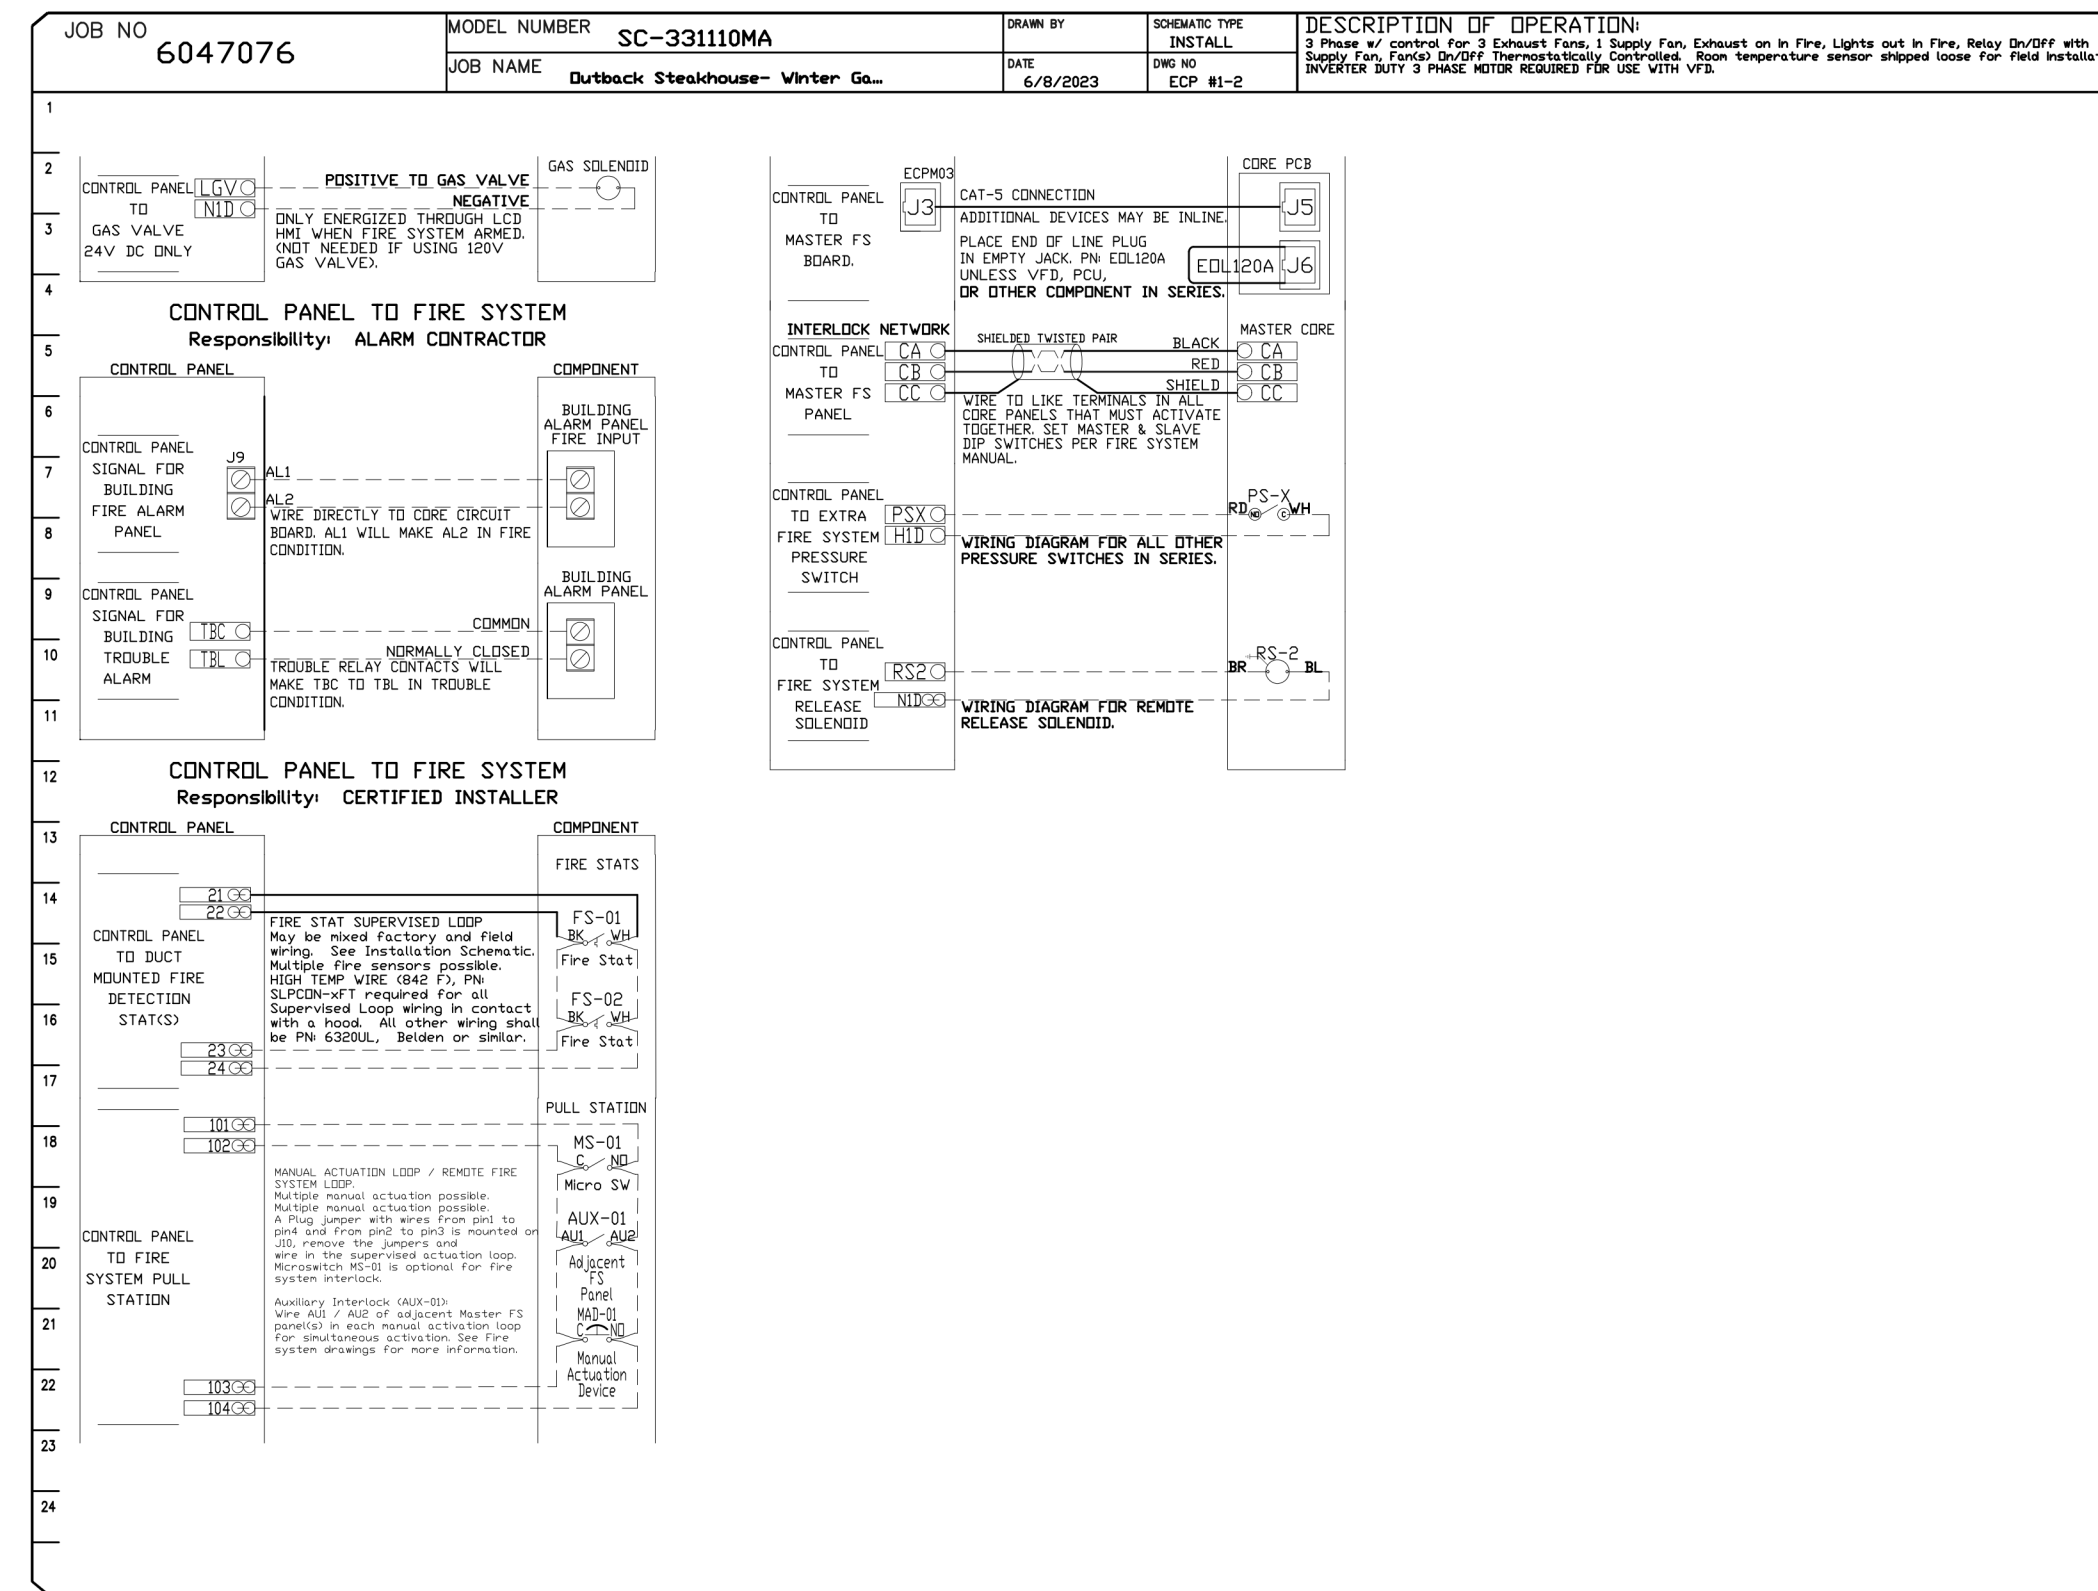 JOB NO
6047076
MODEL NUMBER
SC-331110MA
JOB NAME
Outback Steakhouse- Winter Ga...
DRAWN BY
DATE
6/8/2023
SCHEMATIC TYPE
INSTALL
DWG NO
ECP #1-2
DESCRIPTION OF OPERATION:
3 Phase w/ control for 3 Exhaust Fans, 1 Supply Fan, Exhaust on in Fire, Lights out in Fire, Relay On/Off with
Supply Fan, Fan(s) On/Off Thermostatically Controlled. Room temperature sensor shipped loose for field installa
INVERTER DUTY 3 PHASE MOTOR REQUIRED FOR USE WITH VFD.
1
2
3
4
5
6
7
8
9
10
11
12
13
14
15
16
17
18
19
20
21
22
23
24
CONTROL PANEL
TO
GAS VALVE
24V DC ONLY
LGV
N1D
POSITIVE TO GAS VALVE
NEGATIVE
ONLY ENERGIZED THROUGH LCD
HMI WHEN FIRE SYSTEM ARMED.
(NOT NEEDED IF USING 120V
GAS VALVE).
GAS SOLENOID
CONTROL PANEL TO FIRE SYSTEM
Responsibility: ALARM CONTRACTOR
CONTROL PANEL
COMPONENT
CONTROL PANEL
SIGNAL FOR
BUILDING
FIRE ALARM
PANEL
J9
AL1
AL2
WIRE DIRECTLY TO CORE CIRCUIT
BOARD. AL1 WILL MAKE AL2 IN FIRE
CONDITION.
BUILDING
ALARM PANEL
FIRE INPUT
CONTROL PANEL
SIGNAL FOR
BUILDING
TROUBLE
ALARM
TBC
TBL
COMMON
NORMALLY CLOSED
TROUBLE RELAY CONTACTS WILL
MAKE TBC TO TBL IN TROUBLE
CONDITION.
BUILDING
ALARM PANEL
CONTROL PANEL TO FIRE SYSTEM
Responsibility: CERTIFIED INSTALLER
CONTROL PANEL
COMPONENT
FIRE STATS
21
22
CONTROL PANEL
TO DUCT
MOUNTED FIRE
DETECTION
STAT(S)
23
24
FIRE STAT SUPERVISED LOOP
May be mixed factory and field
wiring. See Installation Schematic.
Multiple fire sensors possible.
HIGH TEMP WIRE (842 F), PN:
SLPCON-xFT required for all
Supervised Loop wiring in contact
with a hood. All other wiring shall
be PN: 6320UL, Belden or similar.
FS-01
BK WH
Fire Stat
FS-02
BK WH
Fire Stat
PULL STATION
101
102
CONTROL PANEL
TO FIRE
SYSTEM PULL
STATION
103
104
MANUAL ACTUATION LOOP / REMOTE FIRE
SYSTEM LOOP.
Multiple manual actuation possible.
Multiple manual actuation possible.
A Plug jumper with wires from pin1 to
pin4 and from pin2 to pin3 is mounted on
J10, remove the jumpers and
wire in the supervised actuation loop.
Microswitch MS-01 is optional for fire
system interlock.
Auxiliary Interlock (AUX-01):
Wire AU1 / AU2 of adjacent Master FS
panel(s) in each manual activation loop
for simultaneous activation. See Fire
system drawings for more information.
MS-01
C NO
Micro SW
AUX-01
AU1 AU2
Adjacent
FS
Panel
MAD-01
C NO
Manual
Actuation
Device
CONTROL PANEL
TO
MASTER FS
BOARD.
ECPM03
J3
CAT-5 CONNECTION
ADDITIONAL DEVICES MAY BE INLINE.
PLACE END OF LINE PLUG
IN EMPTY JACK. PN: EOL120A
UNLESS VFD, PCU,
OR OTHER COMPONENT IN SERIES.
CORE PCB
J5
EOL120A
J6
INTERLOCK NETWORK
CONTROL PANEL
TO
MASTER FS
PANEL
CA
CB
CC
SHIELDED TWISTED PAIR
BLACK
RED
SHIELD
MASTER CORE
CA
CB
CC
WIRE TO LIKE TERMINALS IN ALL
CORE PANELS THAT MUST ACTIVATE
TOGETHER. SET MASTER & SLAVE
DIP SWITCHES PER FIRE SYSTEM
MANUAL.
CONTROL PANEL
TO EXTRA
FIRE SYSTEM
PRESSURE
SWITCH
PSX
H1D
WIRING DIAGRAM FOR ALL OTHER
PRESSURE SWITCHES IN SERIES.
PS-X
RD NO C WH
CONTROL PANEL
TO
FIRE SYSTEM
RELEASE
SOLENOID
RS2
N1D
WIRING DIAGRAM FOR REMOTE
RELEASE SOLENOID.
RS-2
BR BL